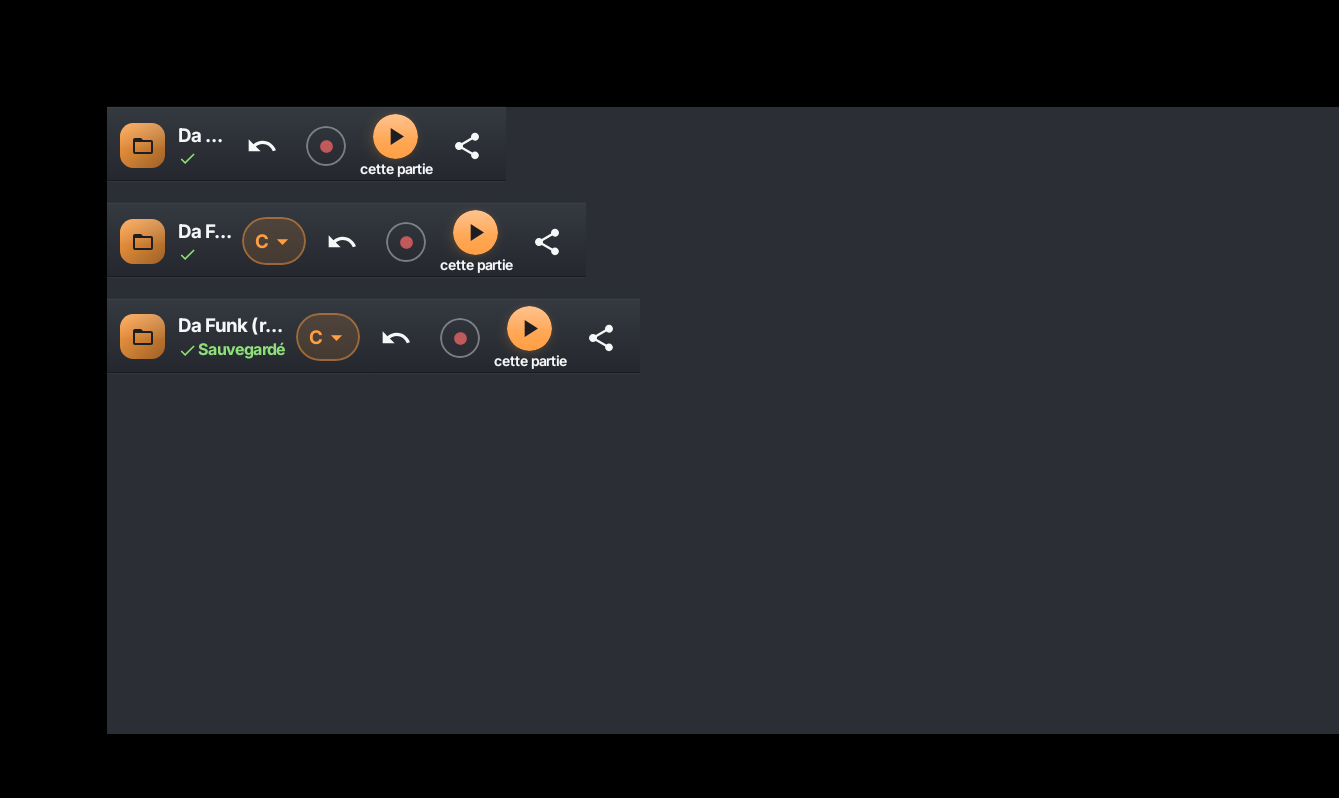 Da ...
cette partie
Da F... C
cette partie
Da Funk (r... C
Sauvegardé
cette partie